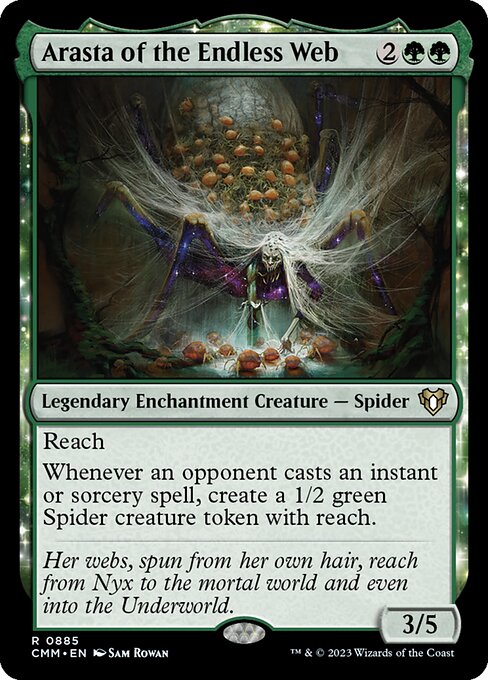 Arasta of the Endless Web 2
Legendary Enchantment Creature — Spider
Reach
Whenever an opponent casts an instant
or sorcery spell, create a 1/2 green
Spider creature token with reach.
Her webs, spun from her own hair, reach
from Nyx to the mortal world and even
into the Underworld.
3/5
R 0885
CMM • EN Sam Rowan
™ & © 2023 Wizards of the Coast